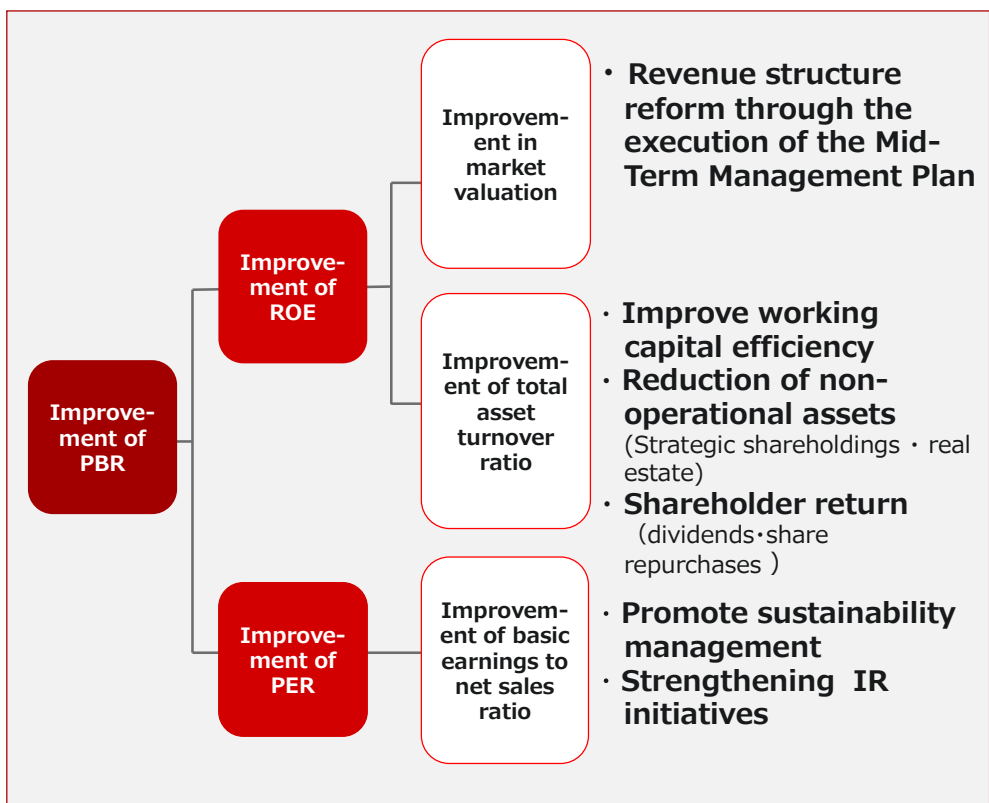 Improve-
ment of
PBR
Improve-
ment of
ROE
Improvem-
ent in
market
valuation
・ Revenue structure
reform through the
execution of the Mid-
Term Management Plan
Improvem-
ent of total
asset
turnover
ratio
・Improve working
capital efficiency
・Reduction of non-
operational assets
(Strategic shareholdings ・ real
estate)
・Shareholder return
（dividends・share
repurchases ）
Improve-
ment of
PER
Improvem-
ent of basic
earnings to
net sales
ratio
・Promote sustainability
management
・Strengthening IR
initiatives